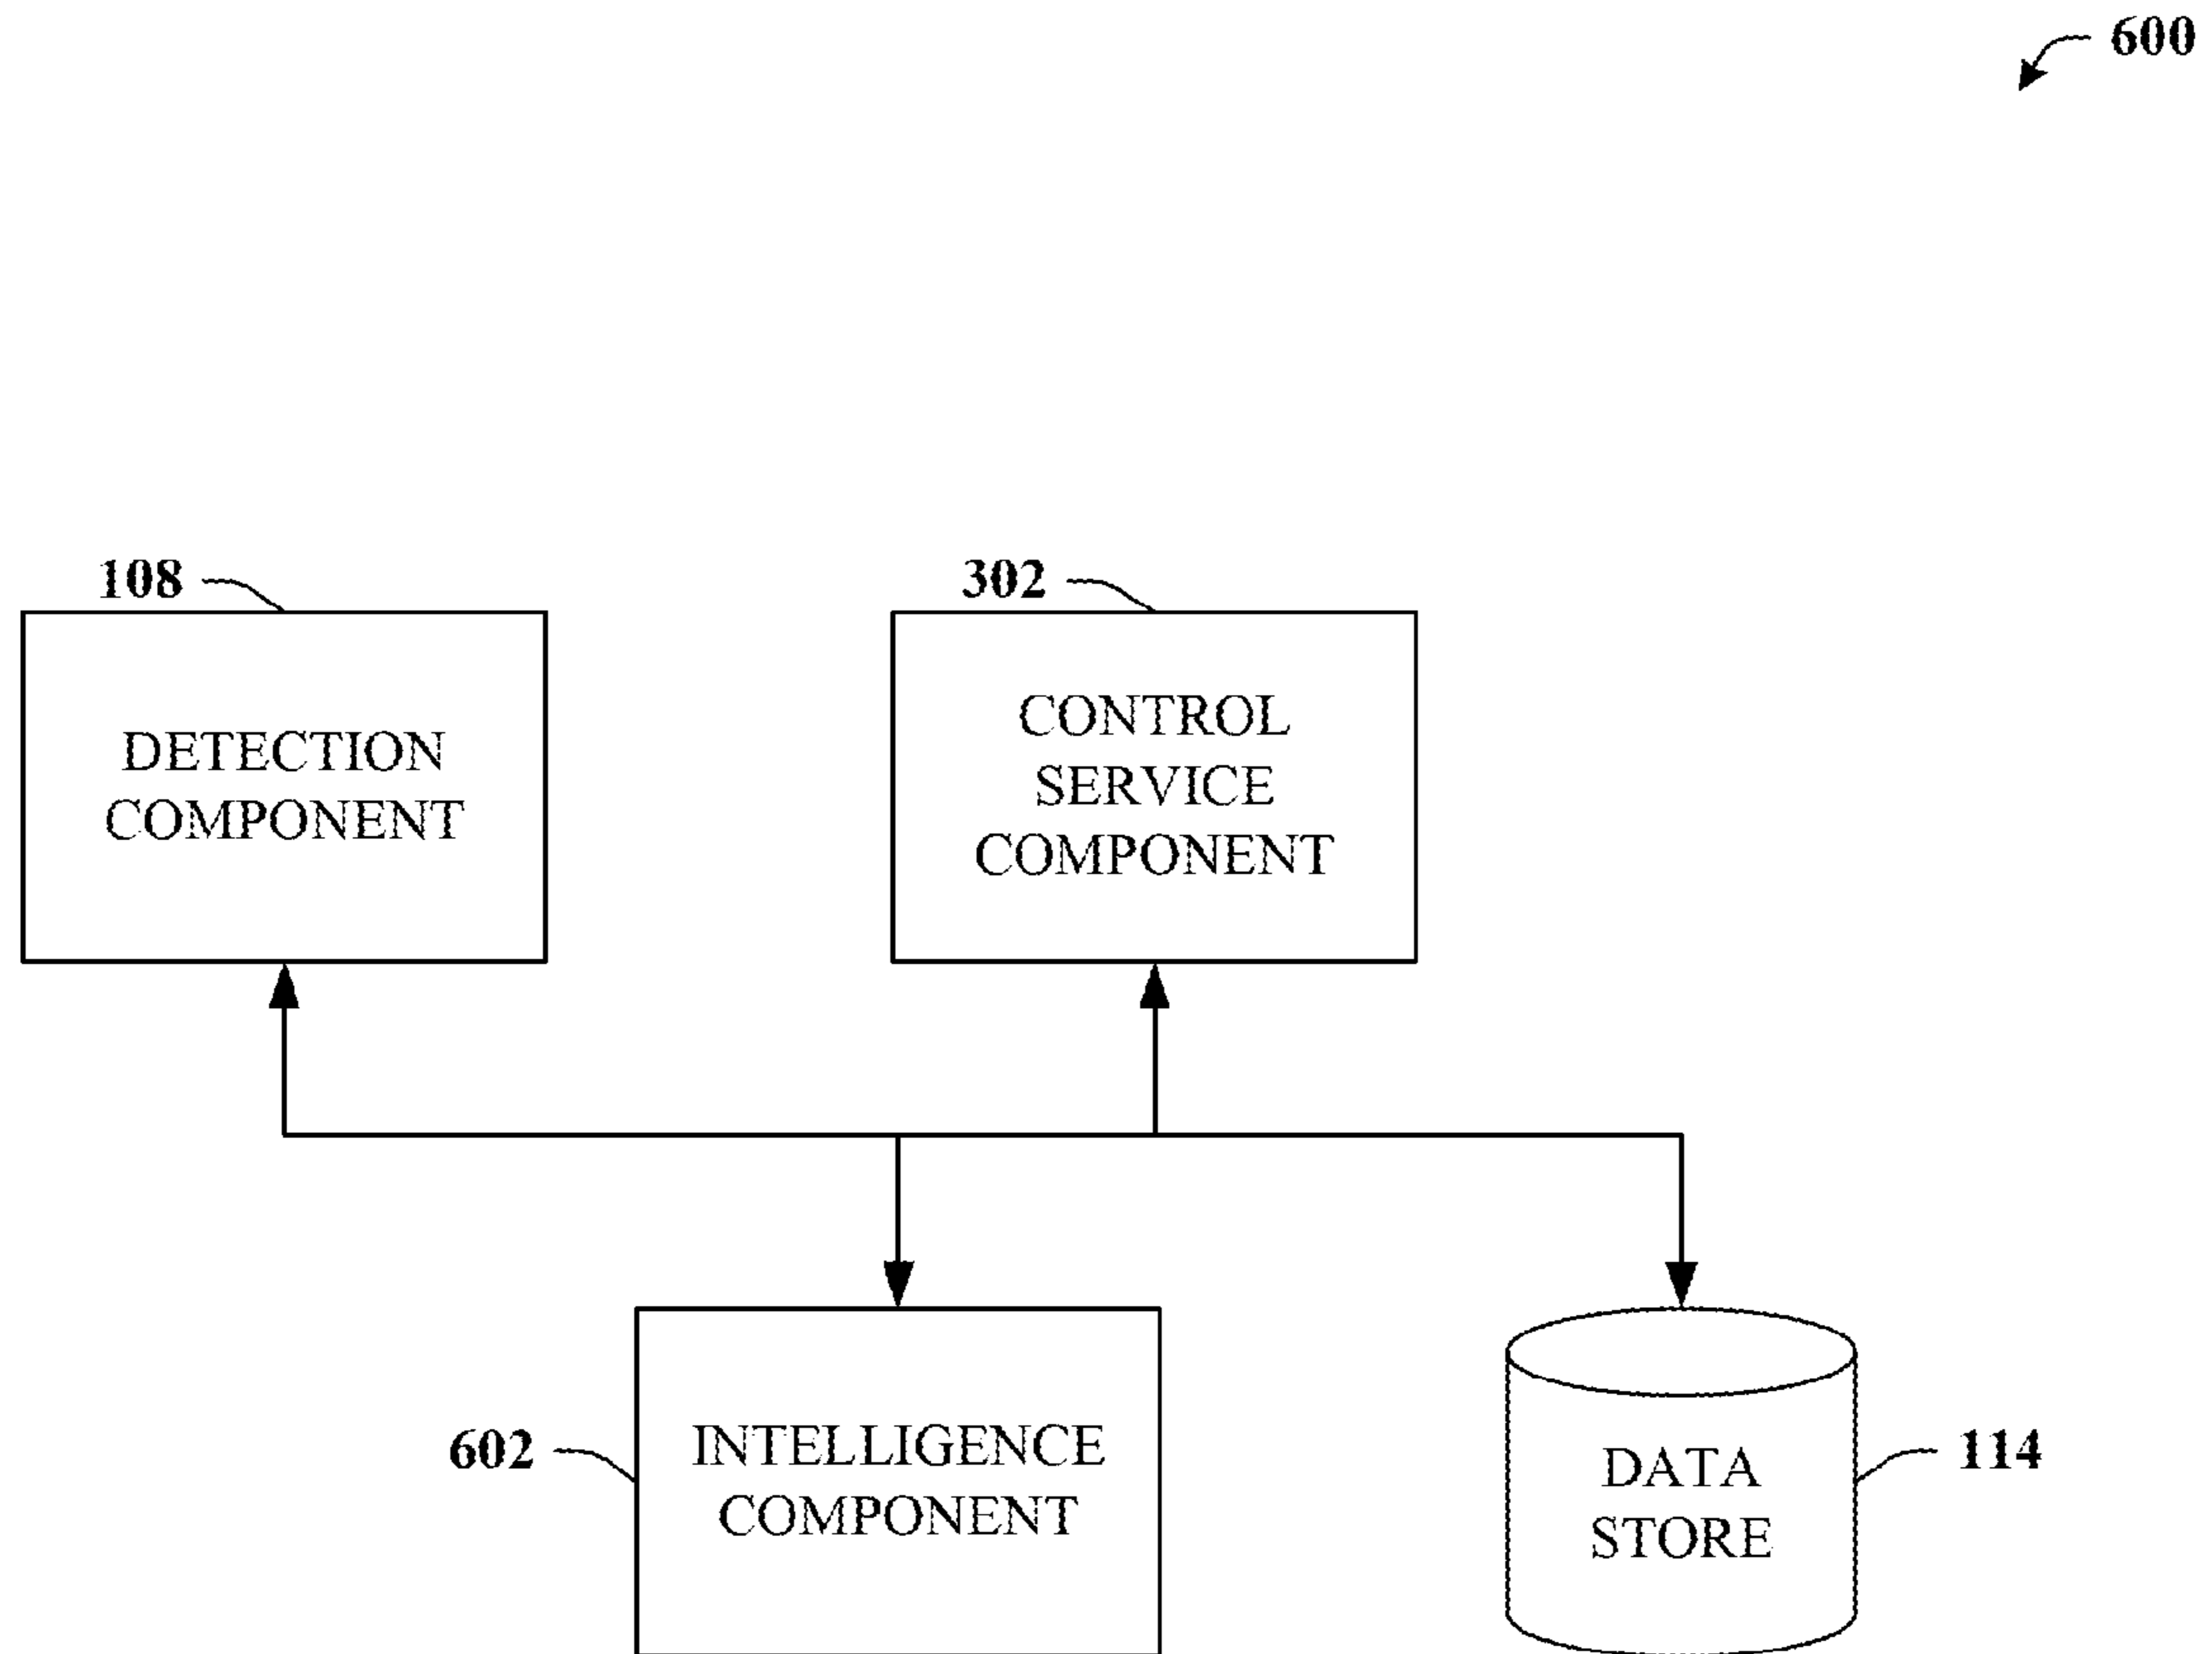 600
108
302
DETECTION
COMPONENT
CONTROL
SERVICE
COMPONENT
602
INTELLIGENCE
COMPONENT
DATA
STORE
114